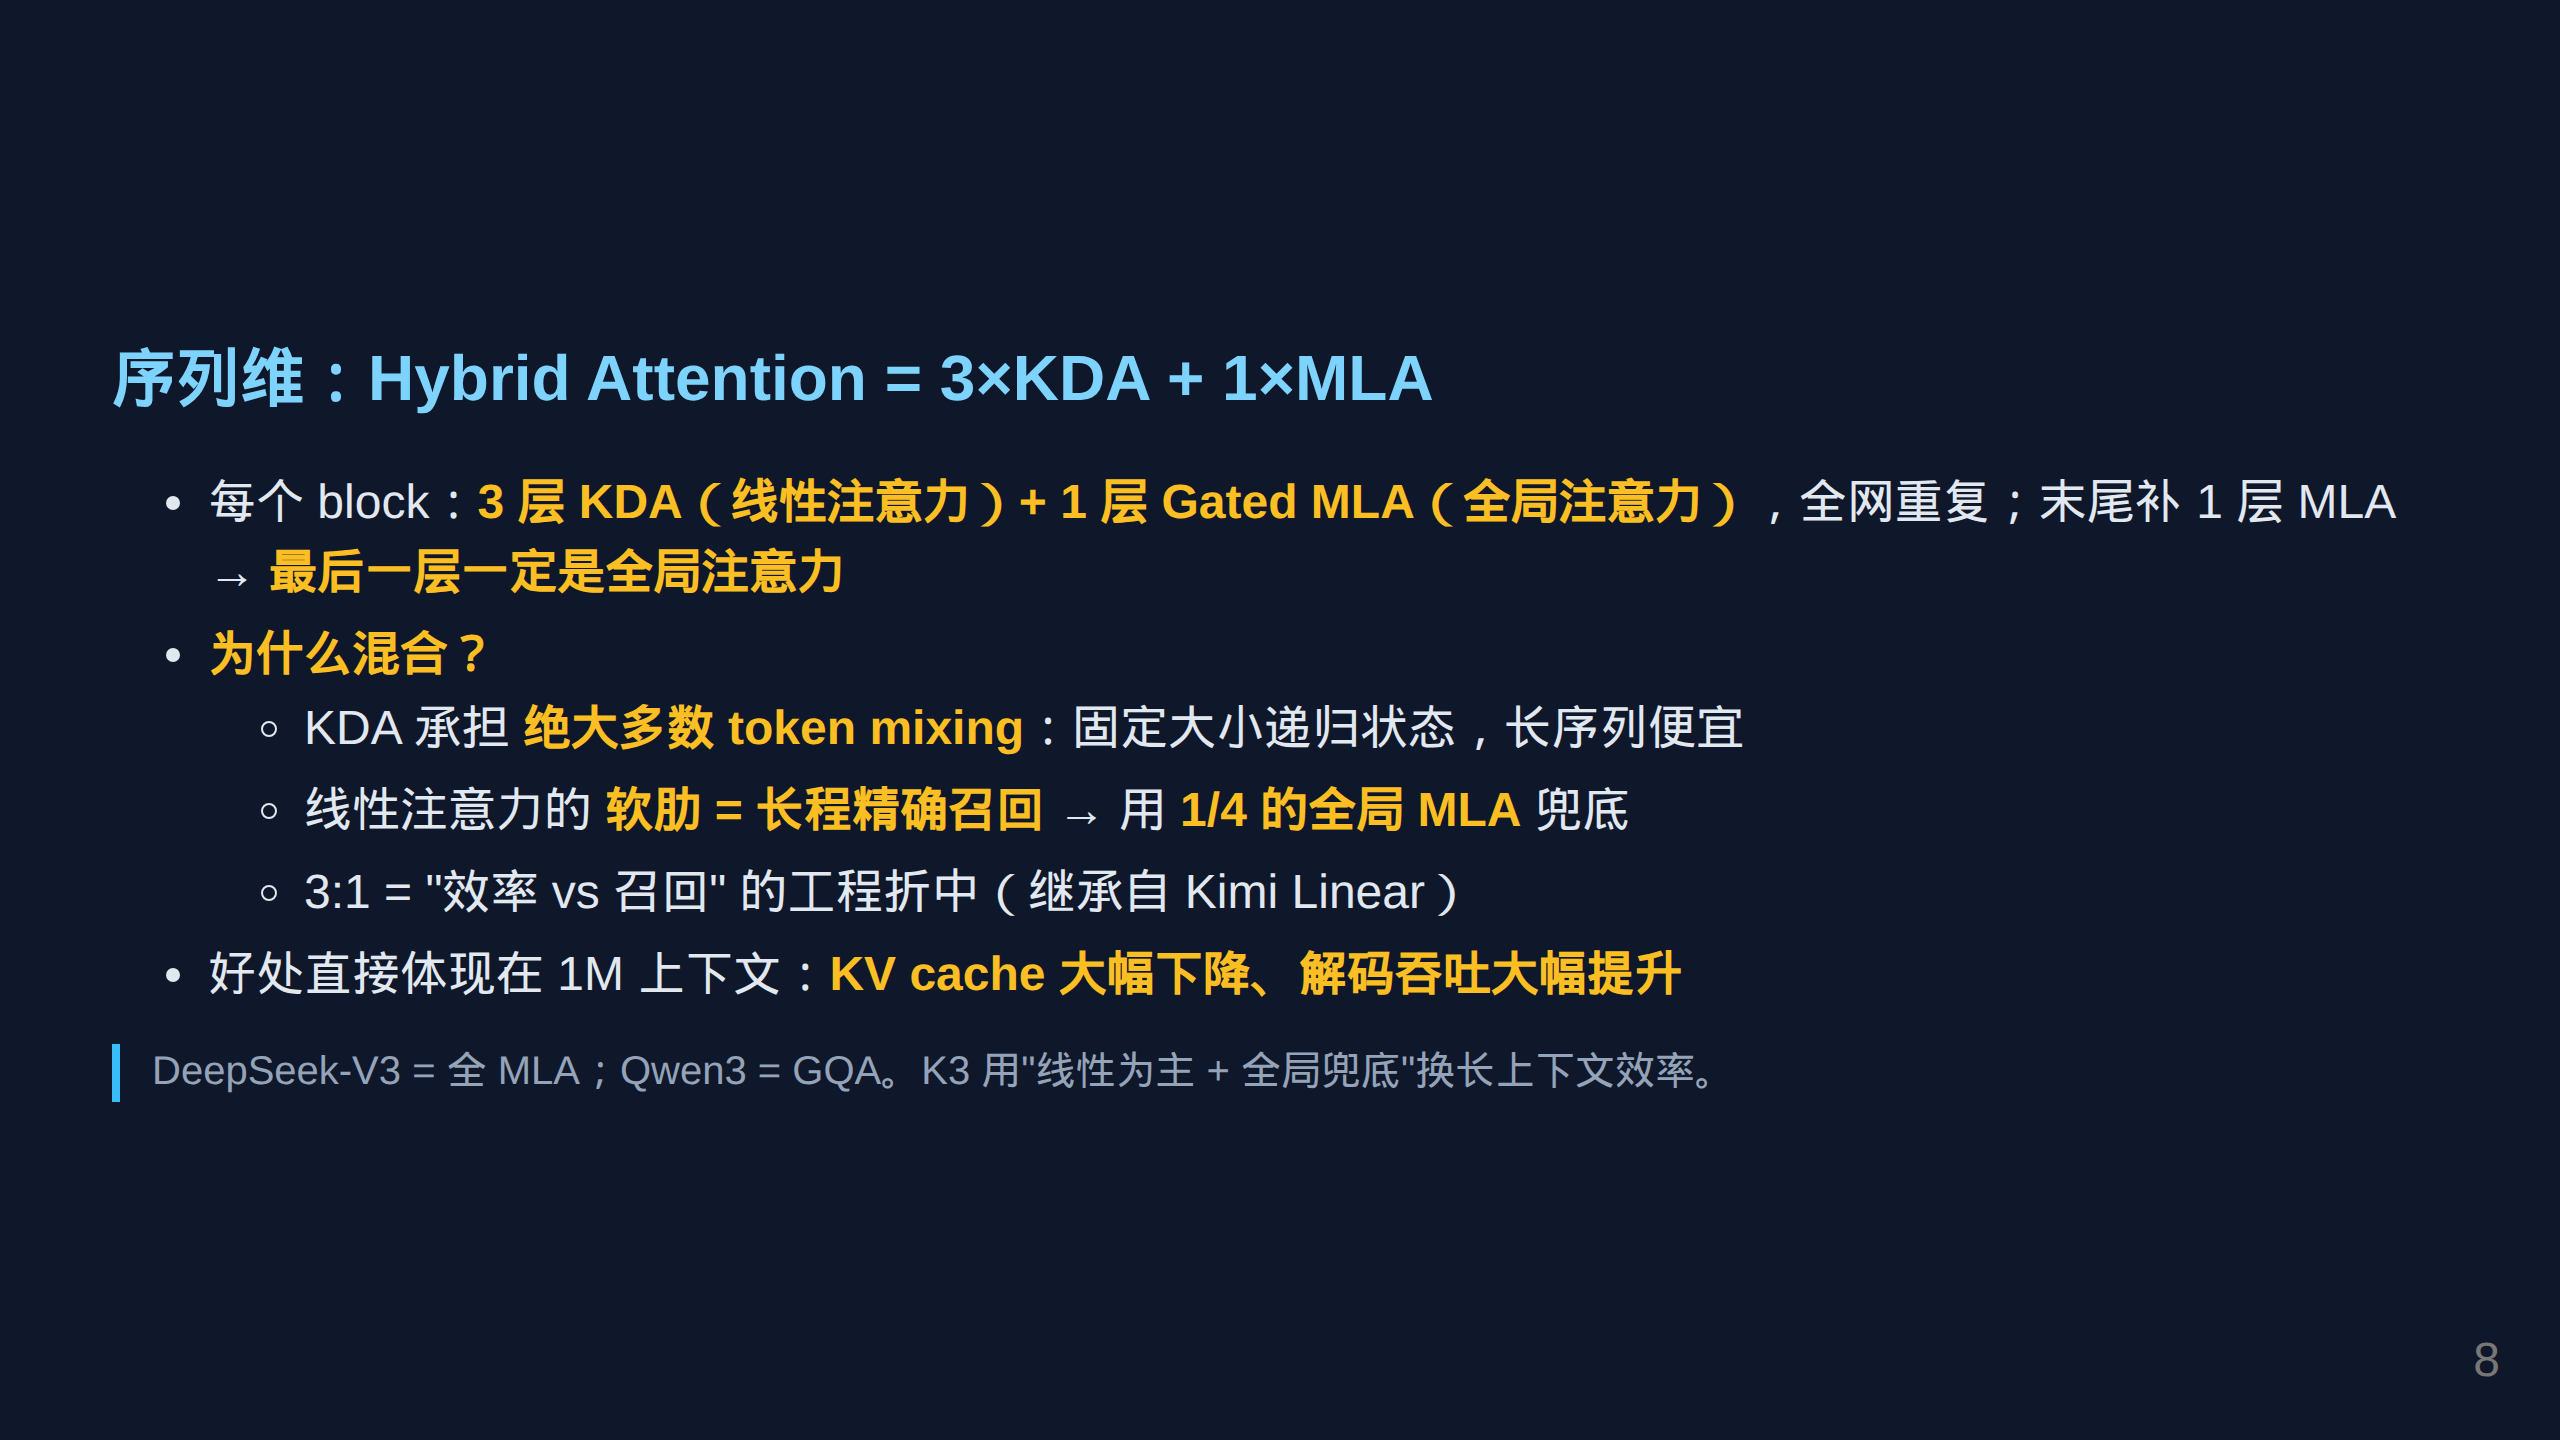 序列维：Hybrid Attention = 3×KDA + 1×MLA
每个 block：3 层 KDA（线性注意力）+ 1 层 Gated MLA（全局注意力），全网重复；末尾补 1 层 MLA
→ 最后一层一定是全局注意力
为什么混合？
KDA 承担 绝大多数 token mixing：固定大小递归状态，长序列便宜
线性注意力的 软肋 = 长程精确召回 → 用 1/4 的全局 MLA 兜底
3:1 = "效率 vs 召回" 的工程折中（继承自 Kimi Linear）
好处直接体现在 1M 上下文：KV cache 大幅下降、解码吞吐大幅提升
DeepSeek-V3 = 全 MLA；Qwen3 = GQA。K3 用"线性为主 + 全局兜底"换长上下文效率。
8